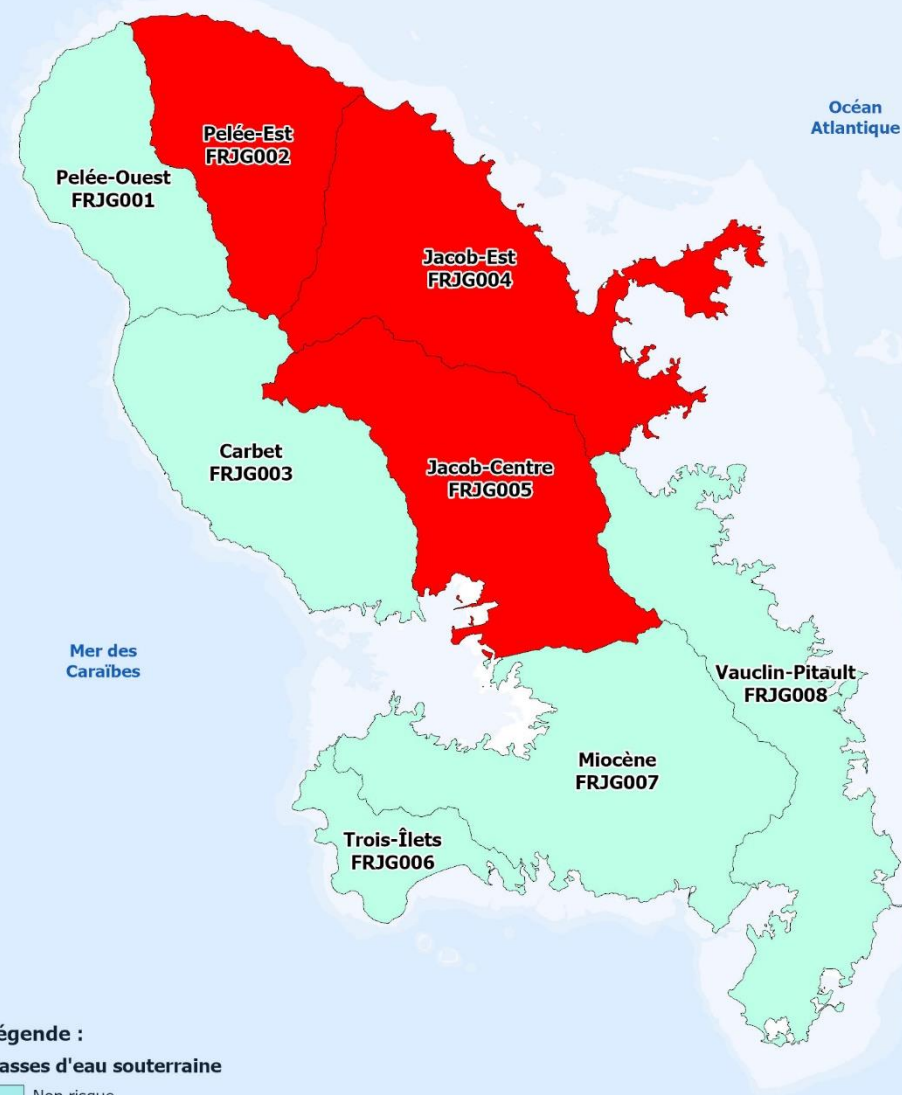 Océan
Atlantique
Pelée-Est
FRJG002
Pelée-Ouest
FRJG001
Jacob-Est
FRJG004
Carbet
FRJG003
Jacob-Centre
FRJG005
Mer des
Caraïbes
Vauclin-Pitault
FRJG008
Miocène
FRJG007
Trois-Îlets
FRJG006
égende :
asses d'eau souterraine
Non risque